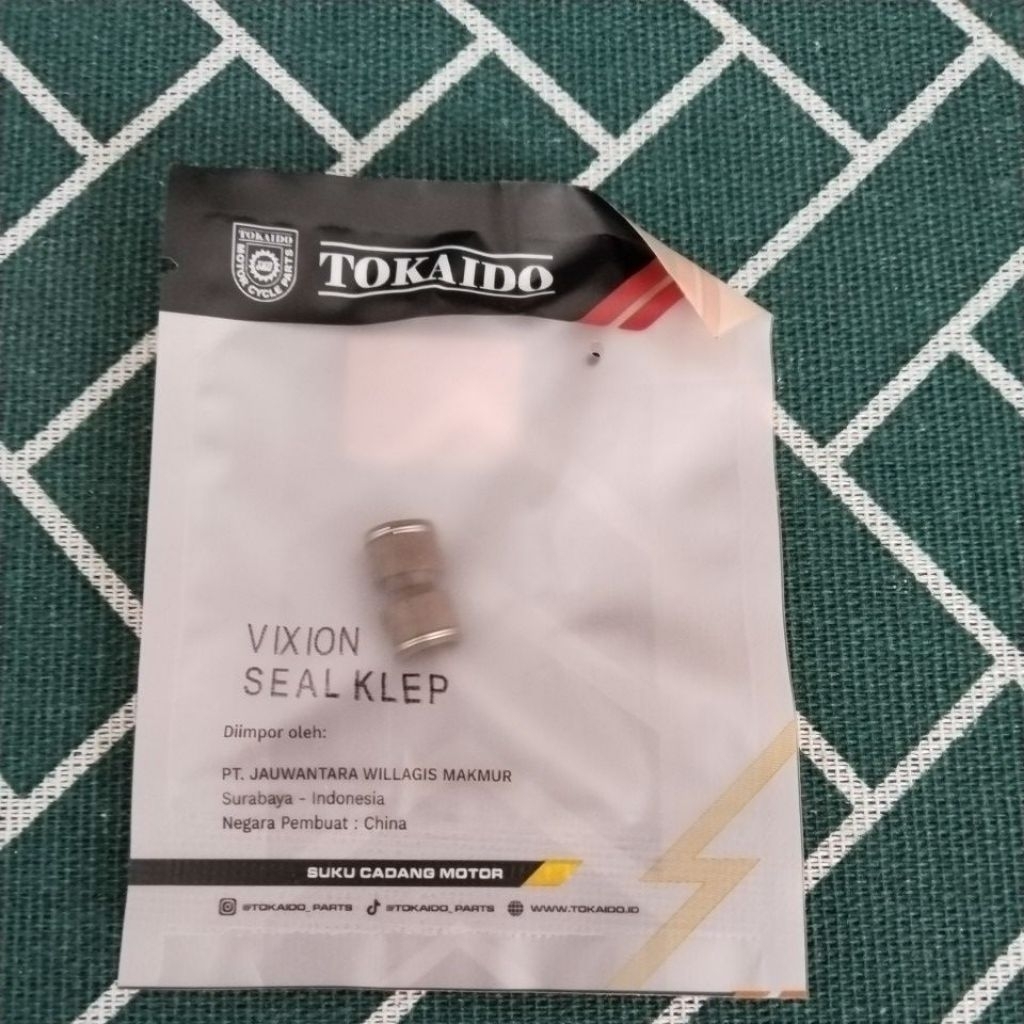 TOKAIDO
MOTOR CYCLE PARTS
TOKAIDO
VIXION
SEAL KLEP
Diimpor oleh:
PT. JAUWANTARA WILLAGIS MAKMUR
Surabaya - Indonesia
Negara Pembuat : China
SUKU CADANG MOTOR
@TOKAIDO_PARTS @TOKAIDO_PARTS WWW.TOKAIDO.ID